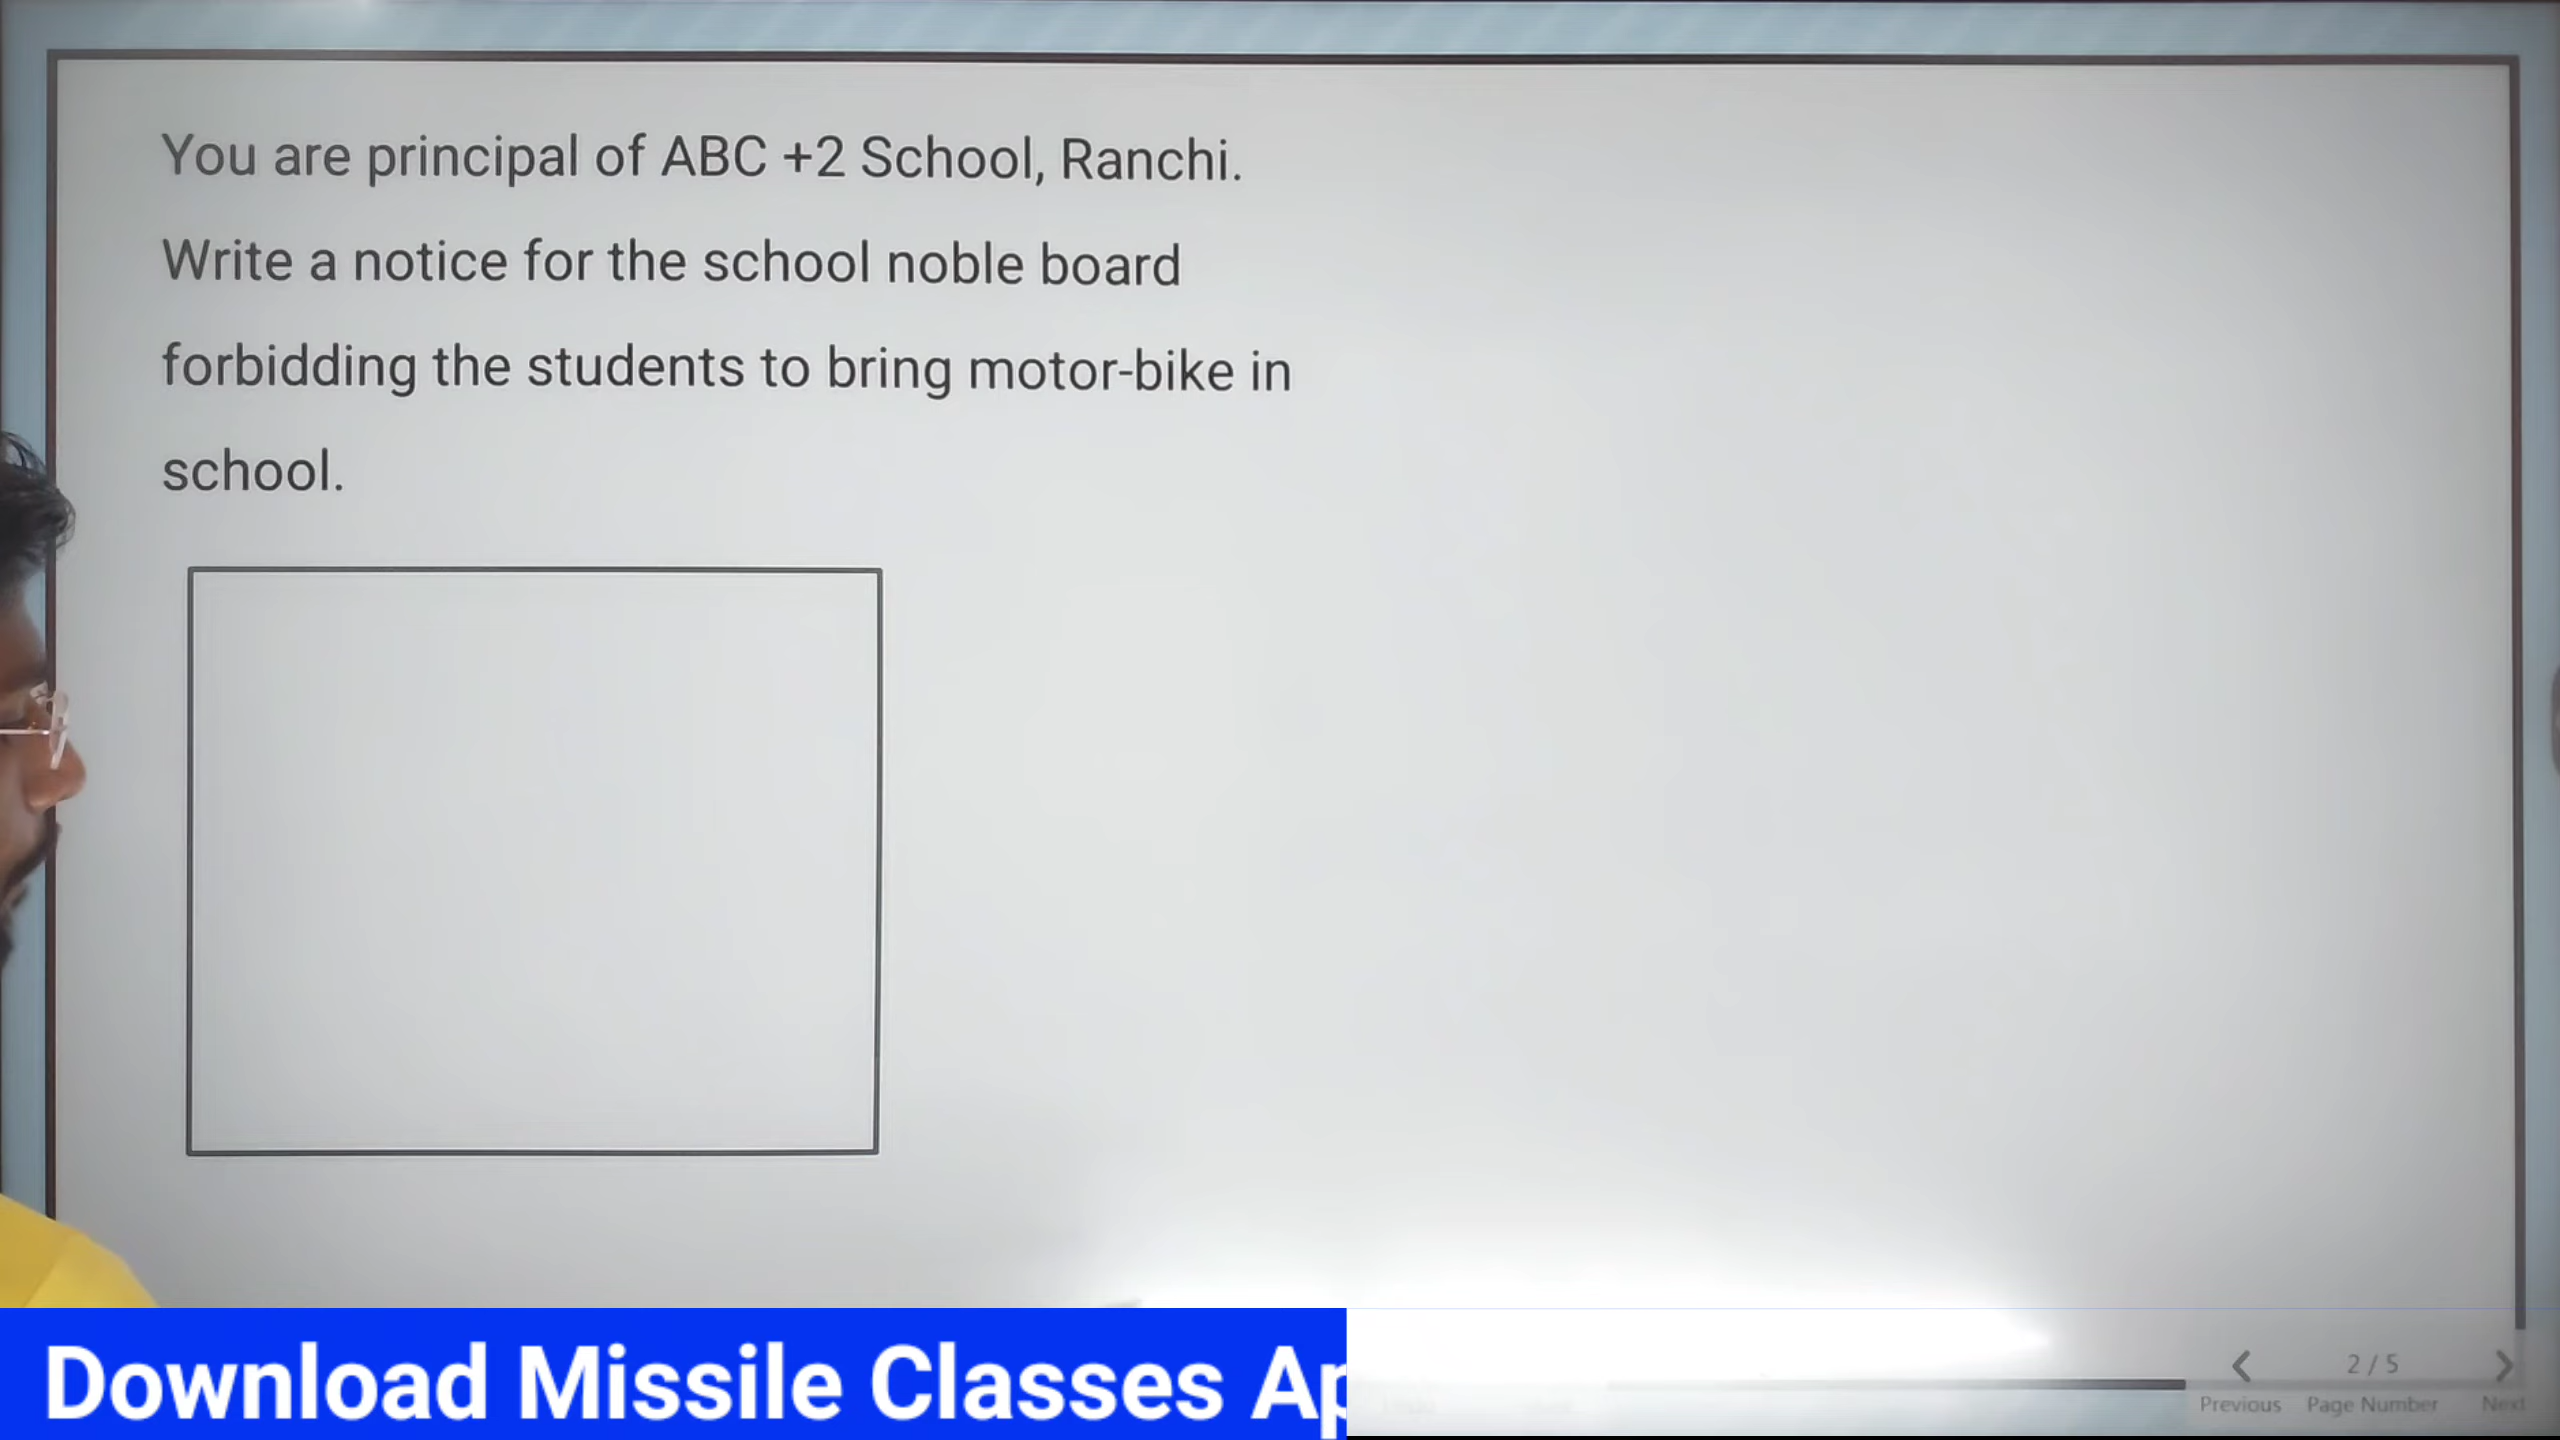 You are principal of ABC +2 School, Ranchi.
Write a notice for the school noble board
forbidding the students to bring motor-bike in
school.
Download Missile Classes Ap
2 / 5
Previous Page Number Next